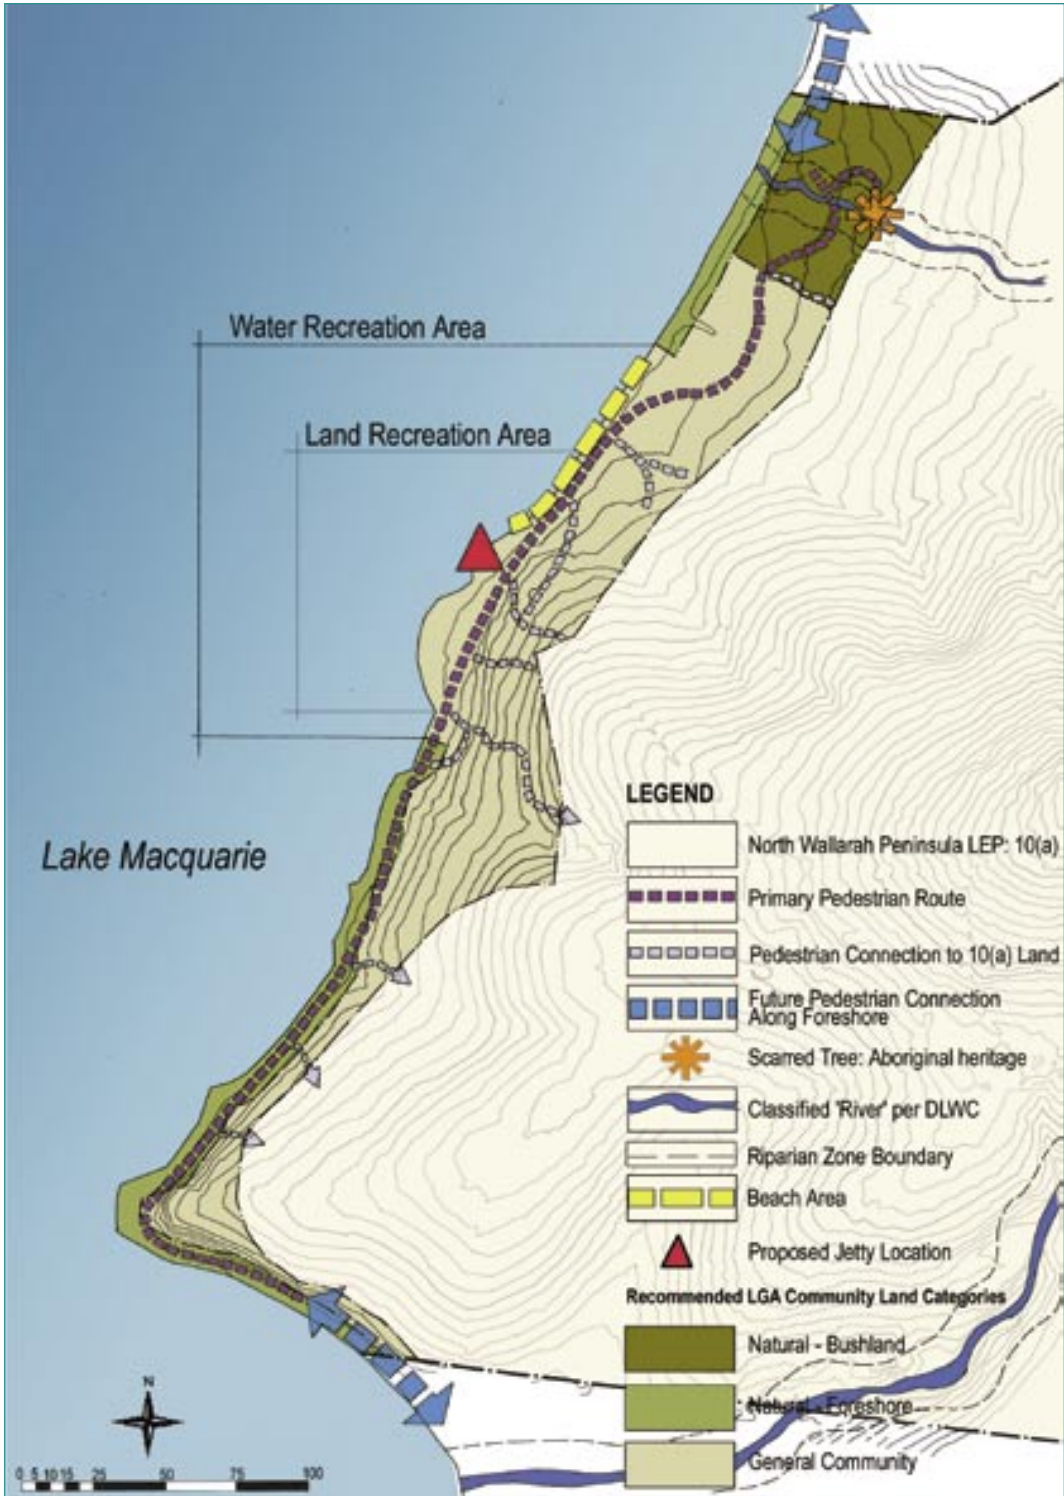 Water Recreation Area
Land Recreation Area
Lake Macquarie
LEGEND
North Wallarah Peninsula LEP: 10(a)
Primary Pedestrian Route
Pedestrian Connection to 10(a) Land
Future Pedestrian Connection
Along Foreshore
Scarred Tree: Aboriginal heritage
Classified 'River' per DLWC
Riparian Zone Boundary
Beach Area
Proposed Jetty Location
Recommended LGA Community Land Categories
Natural - Bushland
Natural - Foreshore
General Community
N
0 5 10 15 25 50 75 100